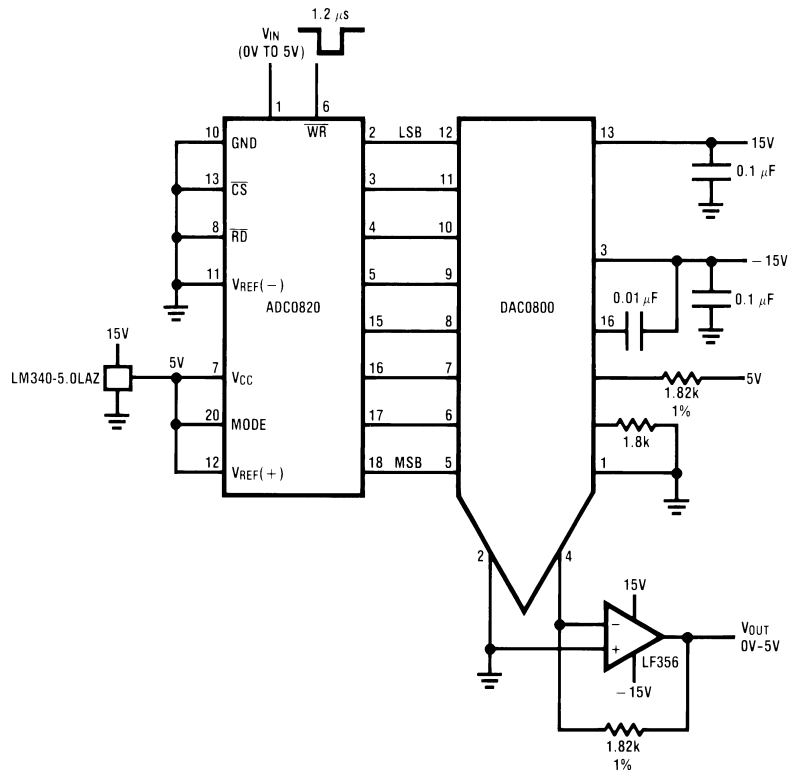 1.2 μs
VIN
(0V TO 5V)
1
6
WR
10 GND
13 CS
8 RD
11 VREF(−)
ADC0820
15V
LM340-5.0LAZ
5V
7 VCC
20 MODE
12 VREF(+)
2 LSB 12
3 11
4 10
5 9
15 8
16 7
17 6
18 MSB 5
DAC0800
13
15V
0.1 μF
3
−15V
0.01 μF
0.1 μF
16
5V
1.82k
1%
1.8k
1
2
4
15V
−
+
LF356
−15V
VOUT
0V–5V
1.82k
1%